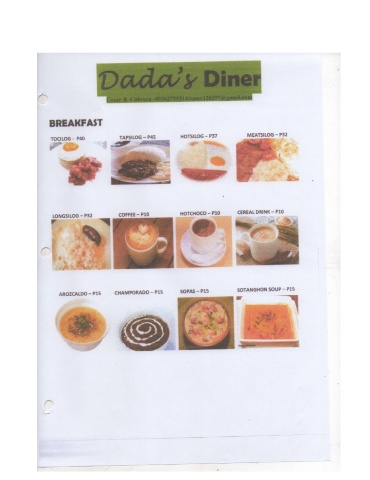 Dada's Diner
BREAKFAST
TOCILOG - P40 TAPSILOG – P45 HOTSILOG – P37 MEATSILOG – P32
LONGSILOG – P32 COFFEE – P10 HOTCHOCO – P10 CEREAL DRINK – P10
AROZCALDO – P15 CHAMPORADO – P15 SOPAS – P15 SOTANGHON SOUP – P15